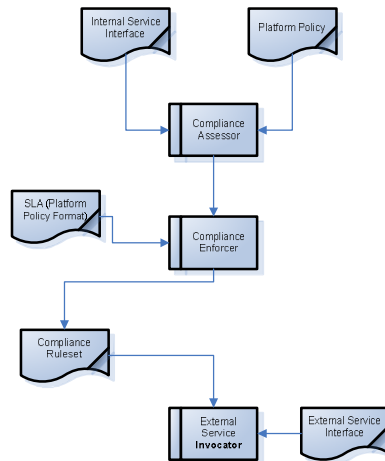 Internal Service
Interface
Platform Policy
Compliance
Assessor
SLA (Platform
Policy Format)
Compliance
Enforcer
Compliance
Ruleset
External
Service
Invocator
External Service
Interface